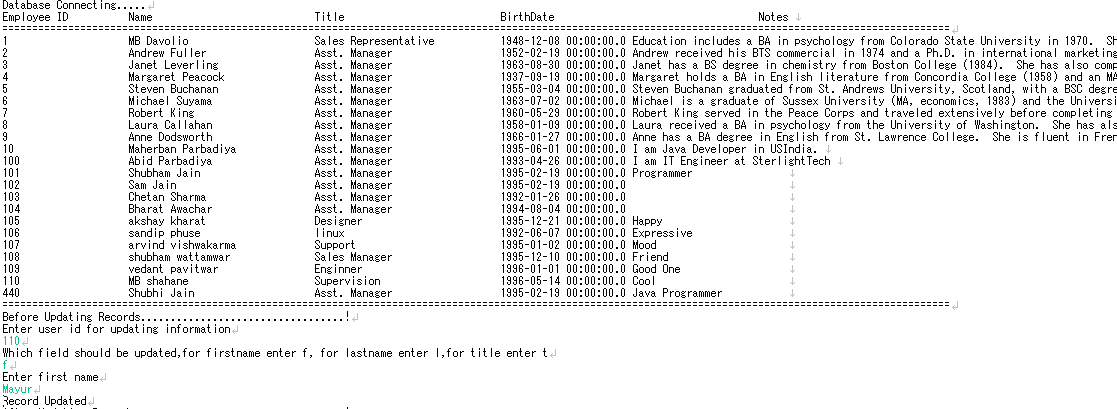 Database Connecting.....
Employee ID Name Title BirthDate Notes
1 MB Davolio Sales Representative 1948-12-08 00:00:00.0 Education includes a BA in psychology from Colorado State University in 1970. Sh
2 Andrew Fuller Asst. Manager 1952-02-19 00:00:00.0 Andrew received his BTS commercial in 1974 and a Ph.D. in international marketing
3 Janet Leverling Asst. Manager 1963-08-30 00:00:00.0 Janet has a BS degree in chemistry from Boston College (1984). She has also comp
4 Margaret Peacock Asst. Manager 1937-09-19 00:00:00.0 Margaret holds a BA in English literature from Concordia College (1958) and an MA
5 Steven Buchanan Asst. Manager 1955-03-04 00:00:00.0 Steven Buchanan graduated from St. Andrews University, Scotland, with a BSC degre
6 Michael Suyama Asst. Manager 1963-07-02 00:00:00.0 Michael is a graduate of Sussex University (MA, economics, 1983) and the Universi
7 Robert King Asst. Manager 1960-05-29 00:00:00.0 Robert King served in the Peace Corps and traveled extensively before completing
8 Laura Callahan Asst. Manager 1958-01-09 00:00:00.0 Laura received a BA in psychology from the University of Washington. She has als
9 Anne Dodsworth Asst. Manager 1966-01-27 00:00:00.0 Anne has a BA degree in English from St. Lawrence College. She is fluent in Fren
10 Maherban Parbadiya Asst. Manager 1995-06-01 00:00:00.0 I am Java Developer in USIndia.
100 Abid Parbadiya Asst. Manager 1993-04-26 00:00:00.0 I am IT Engineer at SterlightTech
101 Shubham Jain Asst. Manager 1995-02-19 00:00:00.0 Programmer
102 Sam Jain Asst. Manager 1995-02-19 00:00:00.0
103 Chetan Sharma Asst. Manager 1992-01-26 00:00:00.0
104 Bharat Awachar Asst. Manager 1994-08-04 00:00:00.0
105 akshay kharat Designer 1995-12-21 00:00:00.0 Happy
106 sandip phuse linux 1992-06-07 00:00:00.0 Expressive
107 arvind vishwakarma Support 1995-01-02 00:00:00.0 Mood
108 shubham wattamwar Sales Manager 1995-12-10 00:00:00.0 Friend
109 vedant pavitwar Enginner 1996-01-01 00:00:00.0 Good One
110 MB shahane Supervision 1996-05-14 00:00:00.0 Cool
440 Shubhi Jain Asst. Manager 1995-02-19 00:00:00.0 Java Programmer
Before Updating Records...............................!
Enter user id for updating information
110
Which field should be updated,for firstname enter f, for lastname enter l,for title enter t
f
Enter first name
Mayur
Record Updated